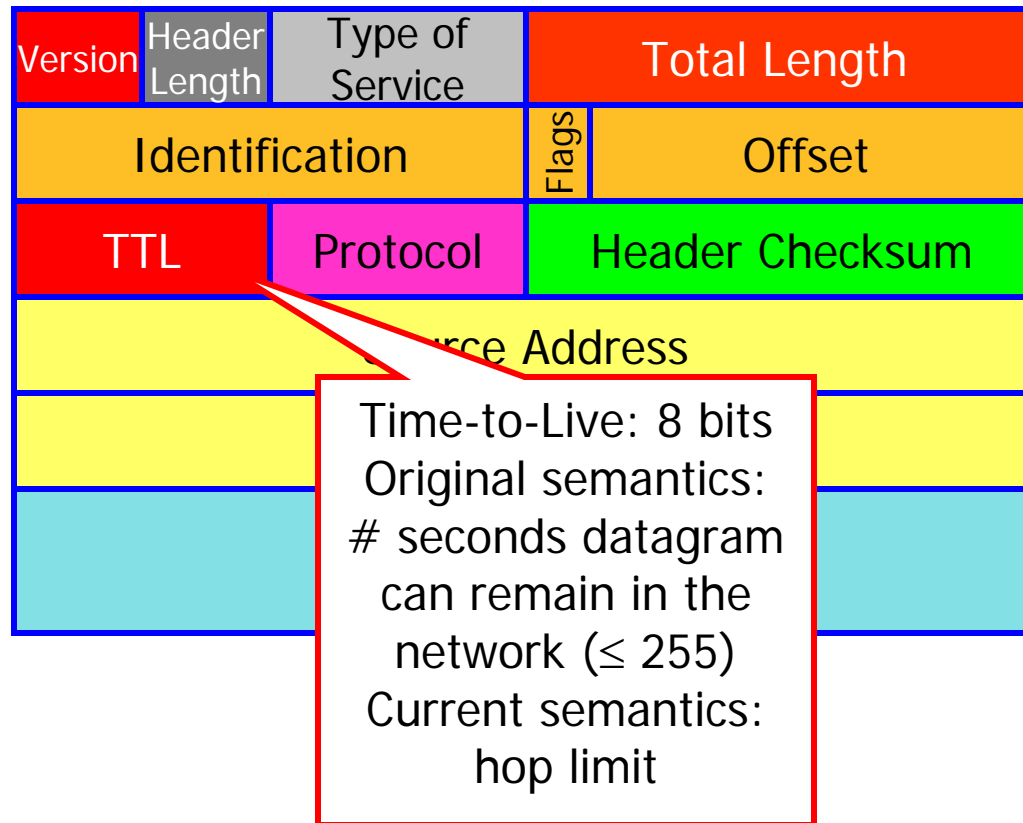 Version
Header
Length
Type of
Service
Total Length
Identification
Flags
Offset
TTL
Protocol
Header Checksum
Address
Time-to-Live: 8 bits
Original semantics:
# seconds datagram
can remain in the
network (≤ 255)
Current semantics:
hop limit